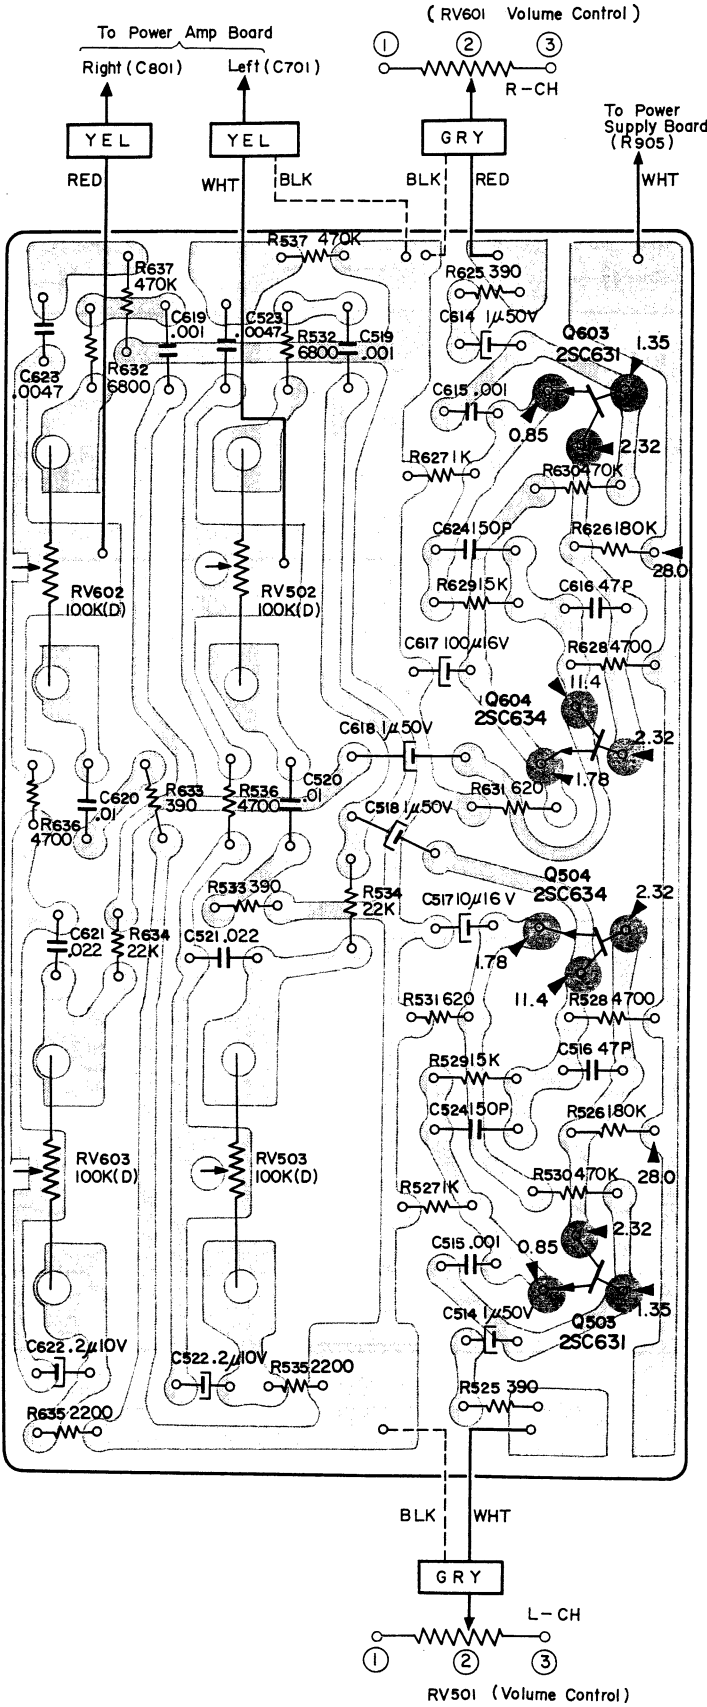 (RV601 Volume Control)
To Power Amp Board
1 2 3
Right (C801)
Left (C701)
R-CH
To Power
Supply Board
(R905)
YEL
YEL
GRY
RED
WHT
BLK
BLK
RED
WHT
R537 470K
R637
470K
R625 390
C614 1μ50V
C619
.001
C523
.0047
R532
6800
C519
.001
Q603
2SC631
1.35
C623
.0047
R632
6800
C615 .001
0.85
2.32
R627 1K
R630 470K
C624 150P
R626 180K
28.0
RV602
100K(D)
RV502
100K(D)
R629 15K
C616 47P
C617 100μ16V
R628 4700
11.4
Q604
2SC634
C618 1μ50V
2.32
1.78
R636
4700
C620
.01
R633
390
R536
4700
C520
.01
R631 620
C518 1μ50V
Q504
2SC634
2.32
R533 390
R534
22K
C517 10μ16V
C621
.022
R634
22K
C521 .022
1.78
11.4
R531 620
R528 4700
R529 15K
C516 47P
C524 150P
R526 180K
RV603
100K(D)
RV503
100K(D)
R530 470K
28.0
R527 1K
2.32
C515 .001
0.85
C514 1μ50V
Q503
2SC631
1.35
C622 .2μ10V
C522 .2μ10V
R535 2200
R525 390
R635 2200
BLK
WHT
GRY
L-CH
1 2 3
RV501 (Volume Control)